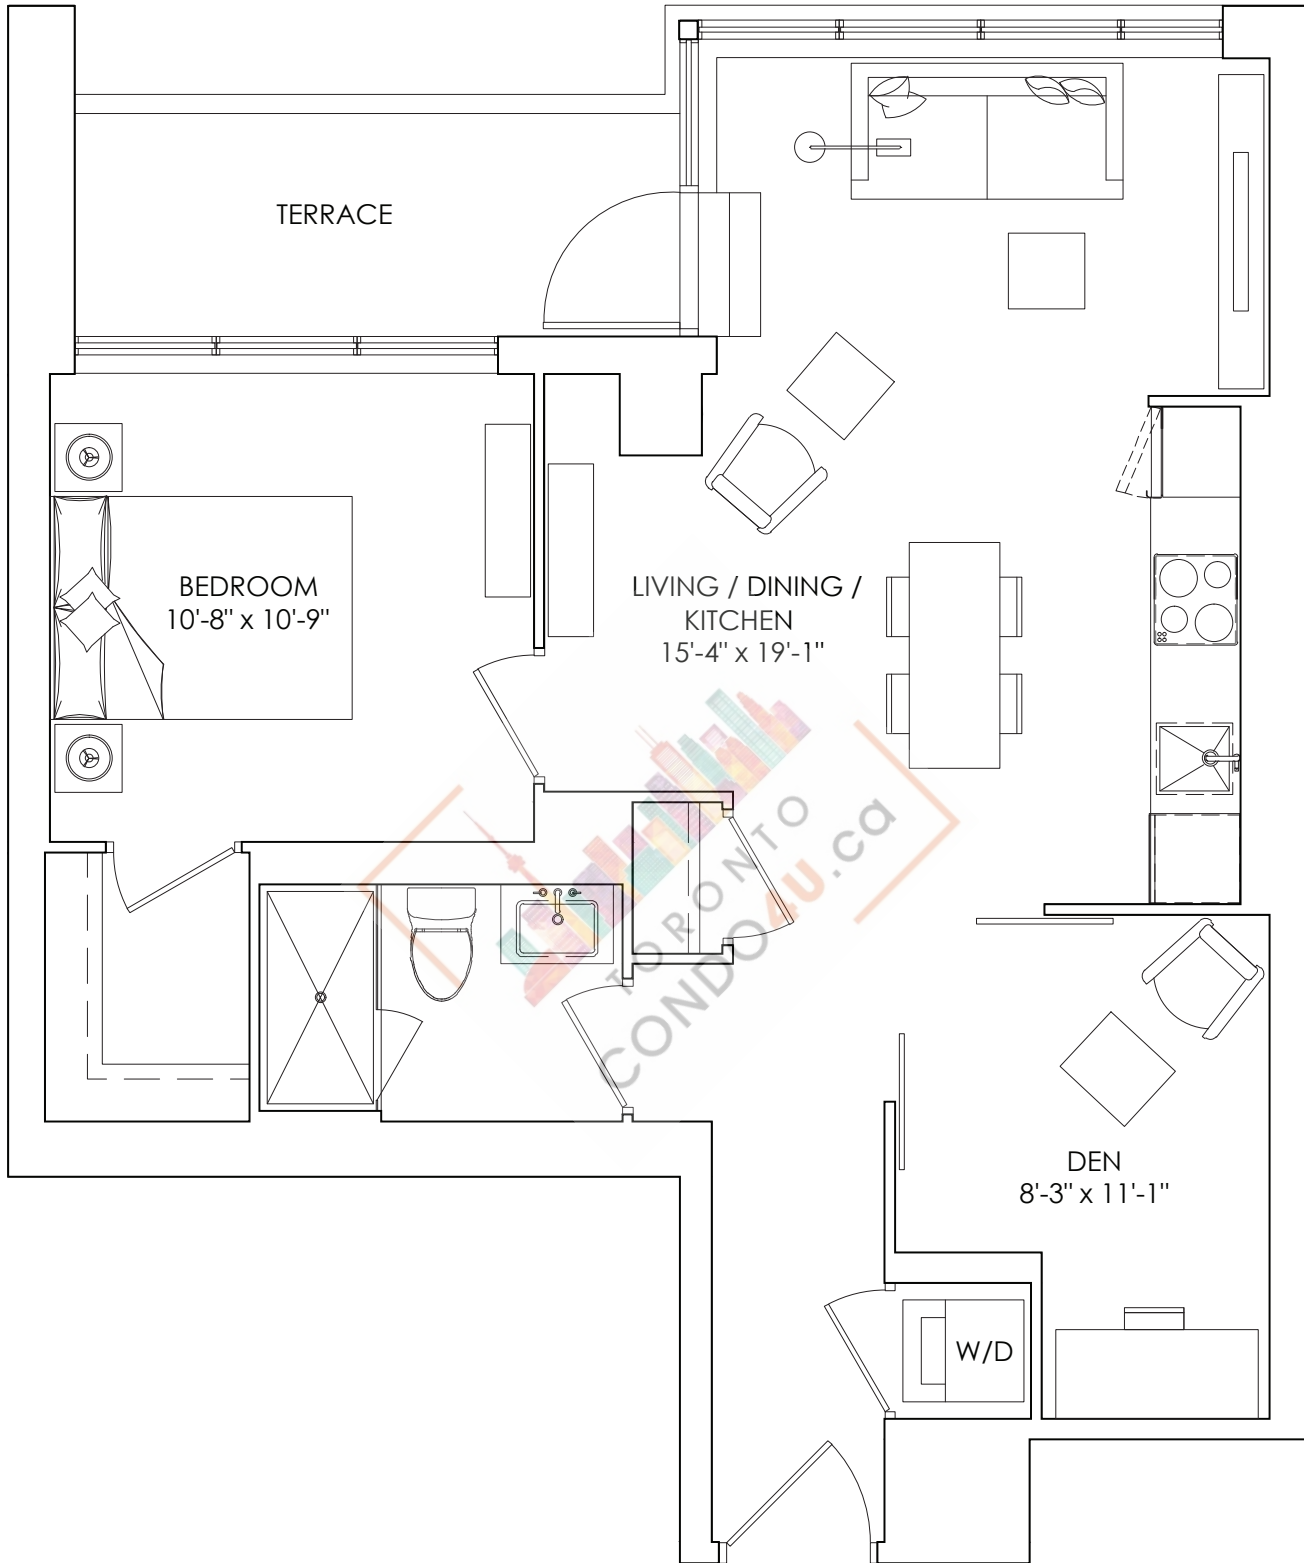 TERRACE
BEDROOM
10'-8" x 10'-9"
LIVING / DINING /
KITCHEN
15'-4" x 19'-1"
TORONTO
CONDO4U.ca
DEN
8'-3" x 11'-1"
W/D